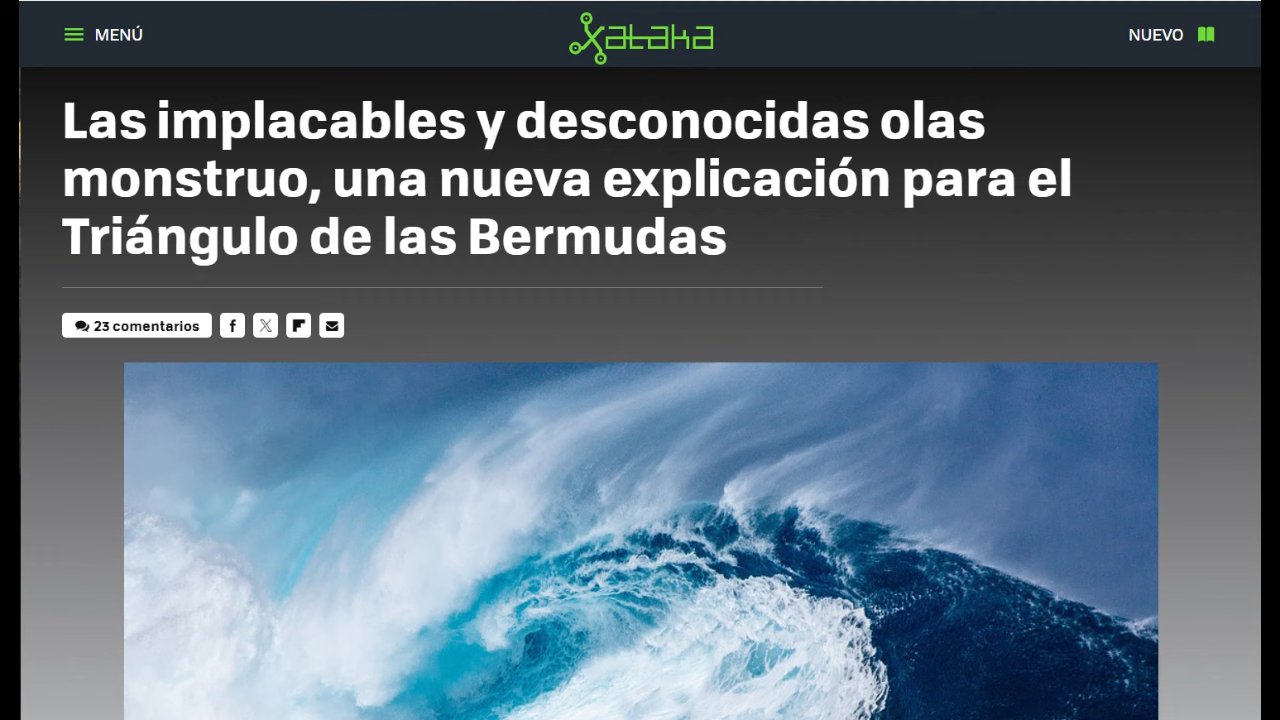 MENÚ
xataka
NUEVO
Las implacables y desconocidas olas
monstruo, una nueva explicación para el
Triángulo de las Bermudas
23 comentarios